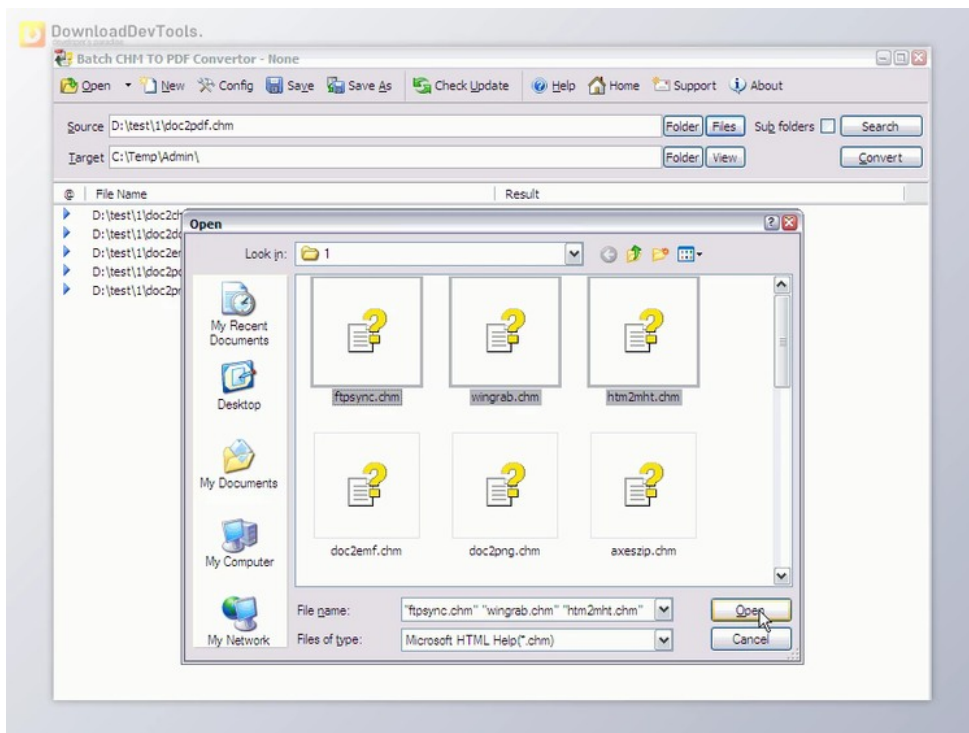 DownloadDevTools.
Batch CHM TO PDF Convertor - None
Open New Config Save Save As Check Update Help Home Support About
Source D:\test\1\doc2pdf.chm Folder Files Sub folders Search
Target C:\Temp\Admin\ Folder View Convert
@ File Name Result
D:\test\1\doc2ch
D:\test\1\doc2do
D:\test\1\doc2em
D:\test\1\doc2pd
D:\test\1\doc2pn
Open
Look in: 1
My Recent
Documents
Desktop
My Documents
My Computer
My Network
ftpsync.chm wingrab.chm htm2mht.chm
doc2emf.chm doc2png.chm axeszip.chm
File name: "ftpsync.chm" "wingrab.chm" "htm2mht.chm" Open
Files of type: Microsoft HTML Help(*.chm) Cancel